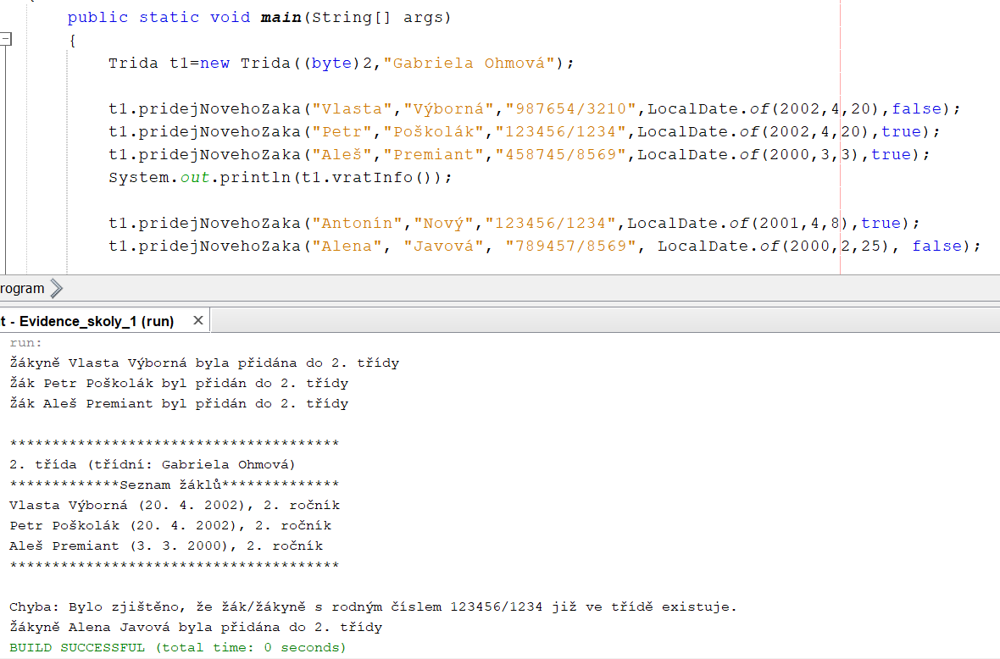 public static void main(String[] args)
{
Trida t1=new Trida((byte)2,"Gabriela Ohmová");
t1.pridejNovehoZaka("Vlasta","Výborná","987654/3210",LocalDate.of(2002,4,20),false);
t1.pridejNovehoZaka("Petr","Poškolák","123456/1234",LocalDate.of(2002,4,20),true);
t1.pridejNovehoZaka("Aleš","Premiant","458745/8569",LocalDate.of(2000,3,3),true);
System.out.println(t1.vratInfo());
t1.pridejNovehoZaka("Antonín","Nový","123456/1234",LocalDate.of(2001,4,8),true);
t1.pridejNovehoZaka("Alena", "Javová", "789457/8569", LocalDate.of(2000,2,25), false);
rogram
t - Evidence_skoly_1 (run) ×
run:
Žákyně Vlasta Výborná byla přidána do 2. třídy
Žák Petr Poškolák byl přidán do 2. třídy
Žák Aleš Premiant byl přidán do 2. třídy
***************************************
2. třída (třídní: Gabriela Ohmová)
*************Seznam žáklů**************
Vlasta Výborná (20. 4. 2002), 2. ročník
Petr Poškolák (20. 4. 2002), 2. ročník
Aleš Premiant (3. 3. 2000), 2. ročník
***************************************
Chyba: Bylo zjištěno, že žák/žákyně s rodným číslem 123456/1234 již ve třídě existuje.
Žákyně Alena Javová byla přidána do 2. třídy
BUILD SUCCESSFUL (total time: 0 seconds)